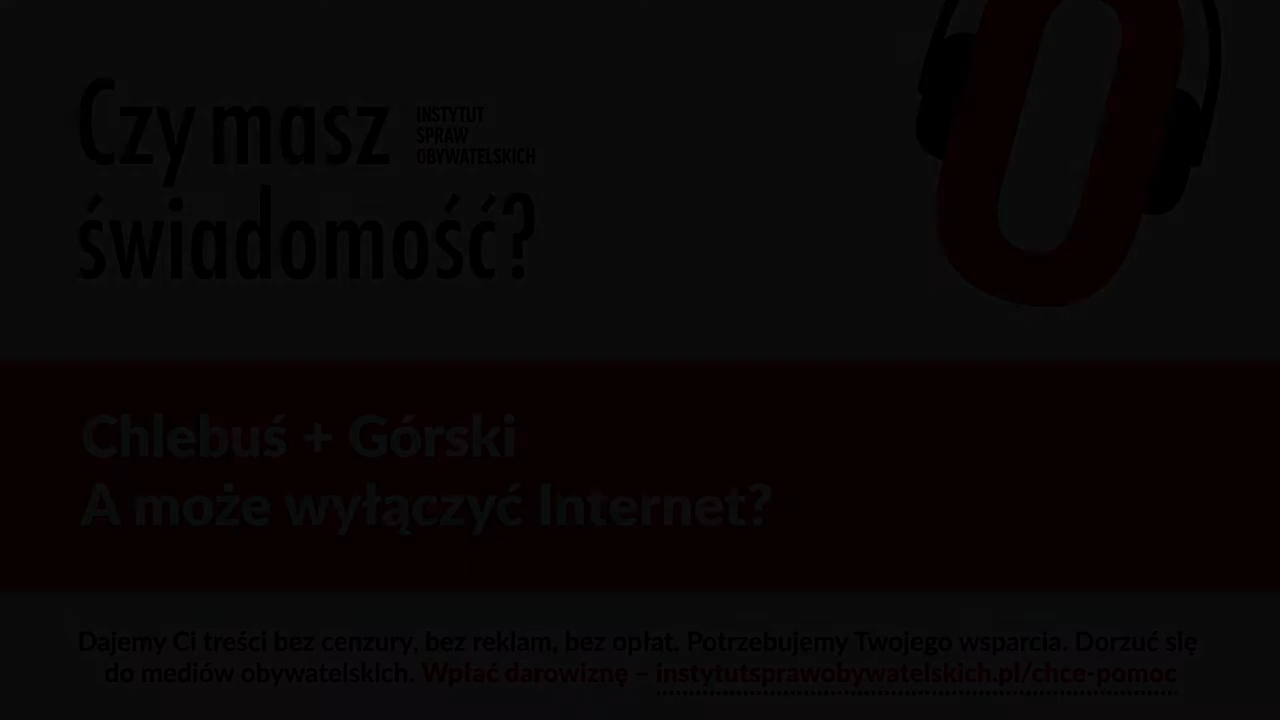 Czy masz
INSTYTUT
SPRAW
OBYWATELSKICH
świadomość?
Chlebuś + Górski
A może wyłączyć Internet?
Dajemy Ci treści bez cenzury, bez reklam, bez opłat. Potrzebujemy Twojego wsparcia. Dorzuć się
do mediów obywatelskich. Wpłać darowiznę – instytutsprawobywatelskich.pl/chce-pomoc